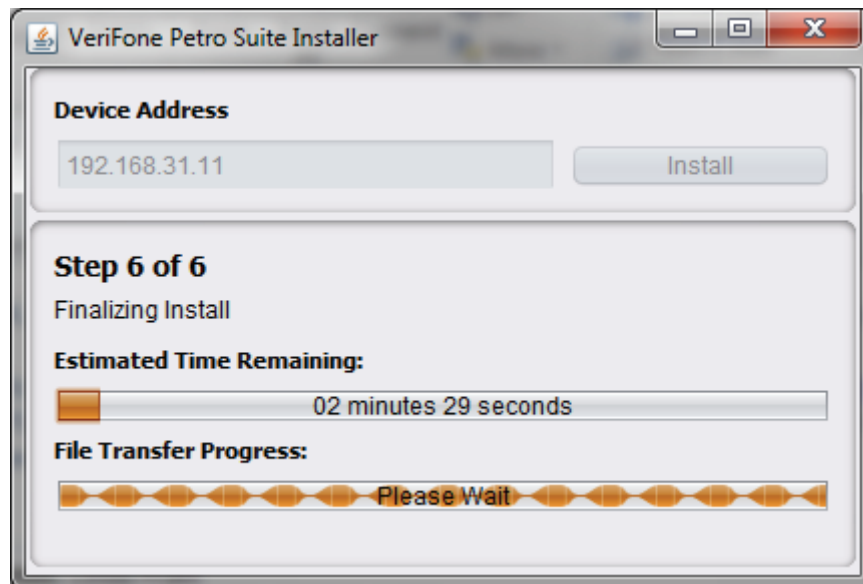 VeriFone Petro Suite Installer
Device Address
192.168.31.11
Install
Step 6 of 6
Finalizing Install
Estimated Time Remaining:
02 minutes 29 seconds
File Transfer Progress:
Please Wait